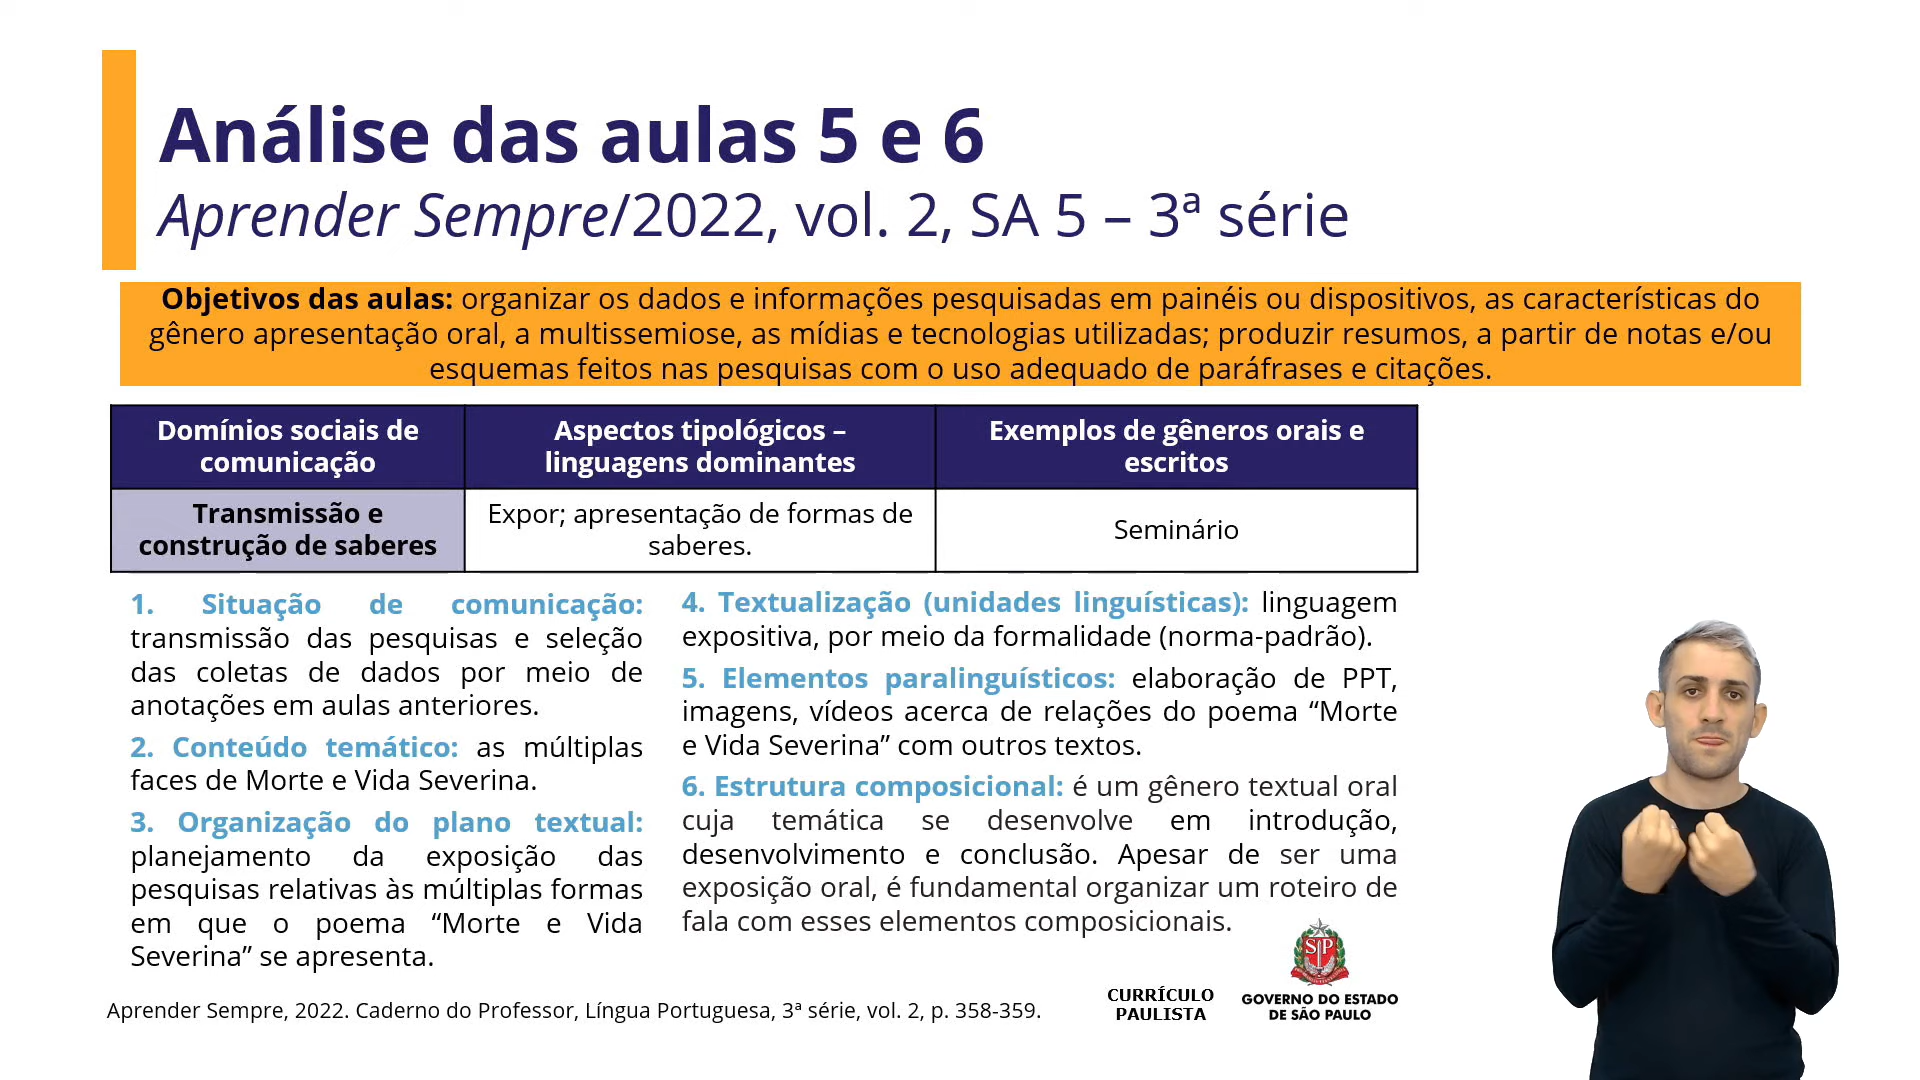 Análise das aulas 5 e 6
Aprender Sempre/2022, vol. 2, SA 5 – 3ª série
Objetivos das aulas: organizar os dados e informações pesquisadas em painéis ou dispositivos, as características do
gênero apresentação oral, a multissemiose, as mídias e tecnologias utilizadas; produzir resumos, a partir de notas e/ou
esquemas feitos nas pesquisas com o uso adequado de paráfrases e citações.
Domínios sociais de
comunicação
Aspectos tipológicos –
linguagens dominantes
Exemplos de gêneros orais e
escritos
Transmissão e
construção de saberes
Expor; apresentação de formas de
saberes.
Seminário
1. Situação de comunicação:
transmissão das pesquisas e seleção
das coletas de dados por meio de
anotações em aulas anteriores.
2. Conteúdo temático: as múltiplas
faces de Morte e Vida Severina.
3. Organização do plano textual:
planejamento da exposição das
pesquisas relativas às múltiplas formas
em que o poema “Morte e Vida
Severina” se apresenta.
4. Textualização (unidades linguísticas): linguagem
expositiva, por meio da formalidade (norma-padrão).
5. Elementos paralinguísticos: elaboração de PPT,
imagens, vídeos acerca de relações do poema “Morte
e Vida Severina” com outros textos.
6. Estrutura composicional: é um gênero textual oral
cuja temática se desenvolve em introdução,
desenvolvimento e conclusão. Apesar de ser uma
exposição oral, é fundamental organizar um roteiro de
fala com esses elementos composicionais.
Aprender Sempre, 2022. Caderno do Professor, Língua Portuguesa, 3ª série, vol. 2, p. 358-359.
CURRÍCULO
PAULISTA
SP
GOVERNO DO ESTADO
DE SÃO PAULO